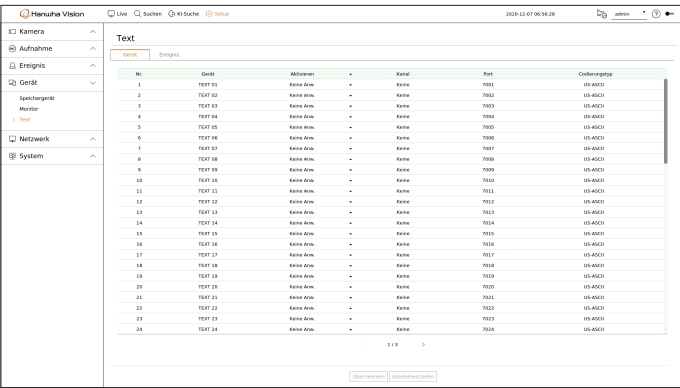 Hanwha Vision Live Suchen KI-Suche Setup 2020-12-07 06:56:28 admin ?
Kamera
Aufnahme
Ereignis
Gerät
Speichergerät
Monitor
> Text
Netzwerk
System
Text
Gerät Ereignis
Nr. Gerät Aktivieren Kanal Port Codierungstyp
1 TEXT 01 Keine Anw. Keine 7001 US-ASCII
2 TEXT 02 Keine Anw. Keine 7002 US-ASCII
3 TEXT 03 Keine Anw. Keine 7003 US-ASCII
4 TEXT 04 Keine Anw. Keine 7004 US-ASCII
5 TEXT 05 Keine Anw. Keine 7005 US-ASCII
6 TEXT 06 Keine Anw. Keine 7006 US-ASCII
7 TEXT 07 Keine Anw. Keine 7007 US-ASCII
8 TEXT 08 Keine Anw. Keine 7008 US-ASCII
9 TEXT 09 Keine Anw. Keine 7009 US-ASCII
10 TEXT 10 Keine Anw. Keine 7010 US-ASCII
11 TEXT 11 Keine Anw. Keine 7011 US-ASCII
12 TEXT 12 Keine Anw. Keine 7012 US-ASCII
13 TEXT 13 Keine Anw. Keine 7013 US-ASCII
14 TEXT 14 Keine Anw. Keine 7014 US-ASCII
15 TEXT 15 Keine Anw. Keine 7015 US-ASCII
16 TEXT 16 Keine Anw. Keine 7016 US-ASCII
17 TEXT 17 Keine Anw. Keine 7017 US-ASCII
18 TEXT 18 Keine Anw. Keine 7018 US-ASCII
19 TEXT 19 Keine Anw. Keine 7019 US-ASCII
20 TEXT 20 Keine Anw. Keine 7020 US-ASCII
21 TEXT 21 Keine Anw. Keine 7021 US-ASCII
22 TEXT 22 Keine Anw. Keine 7022 US-ASCII
23 TEXT 23 Keine Anw. Keine 7023 US-ASCII
24 TEXT 24 Keine Anw. Keine 7024 US-ASCII
1 / 3 >
Übernehmen Wiederherstellen